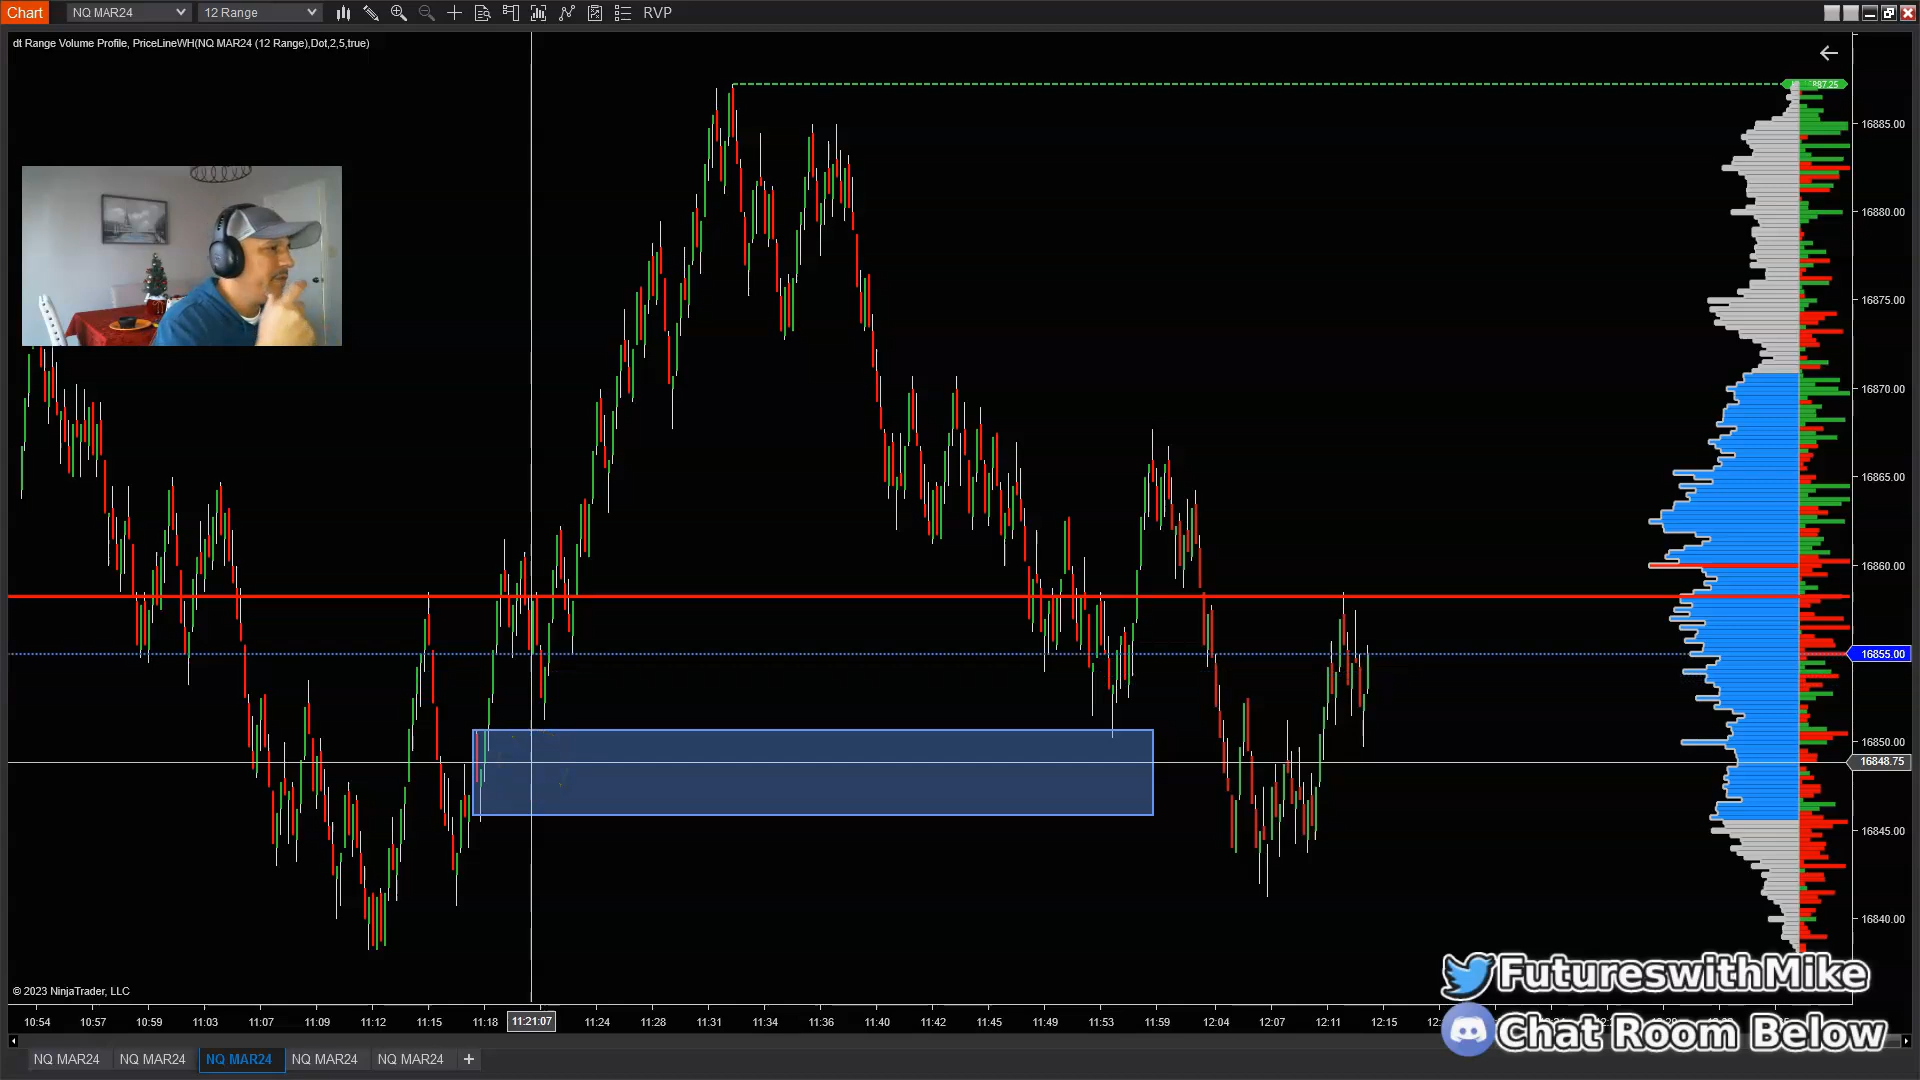 Chart NQ MAR24 12 Range RVP
dt Range Volume Profile, PriceLineWH(NQ MAR24 (12 Range),Dot,2,5,true)
16885.00
16880.00
16875.00
16870.00
16865.00
16860.00
16855.00
16850.00
16848.75
16845.00
16840.00
FutureswithMike
© 2023 NinjaTrader, LLC
10:54 10:57 10:59 11:03 11:07 11:09 11:12 11:15 11:18 11:21:07 11:24 11:28 11:31 11:34 11:36 11:40 11:42 11:45 11:49 11:53 11:59 12:04 12:07 12:11 12:15
Chat Room Below
NQ MAR24 NQ MAR24 NQ MAR24 NQ MAR24 NQ MAR24 +